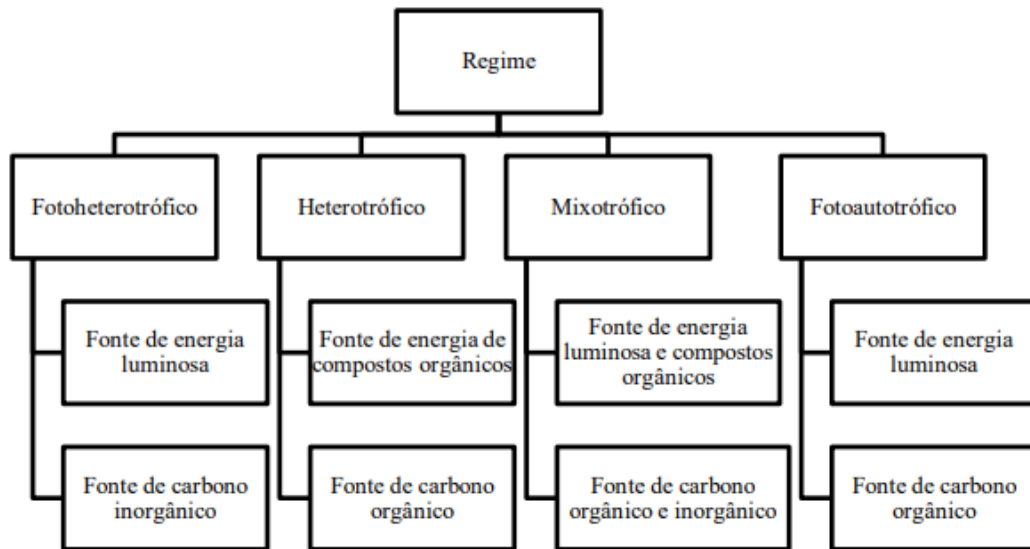 Regime
Fotoheterotrófico
Heterotrófico
Mixotrófico
Fotoautotrófico
Fonte de energia
luminosa
Fonte de energia de
compostos orgânicos
Fonte de energia
luminosa e compostos
orgânicos
Fonte de energia
luminosa
Fonte de carbono
inorgânico
Fonte de carbono
orgânico
Fonte de carbono
orgânico e inorgânico
Fonte de carbono
orgânico